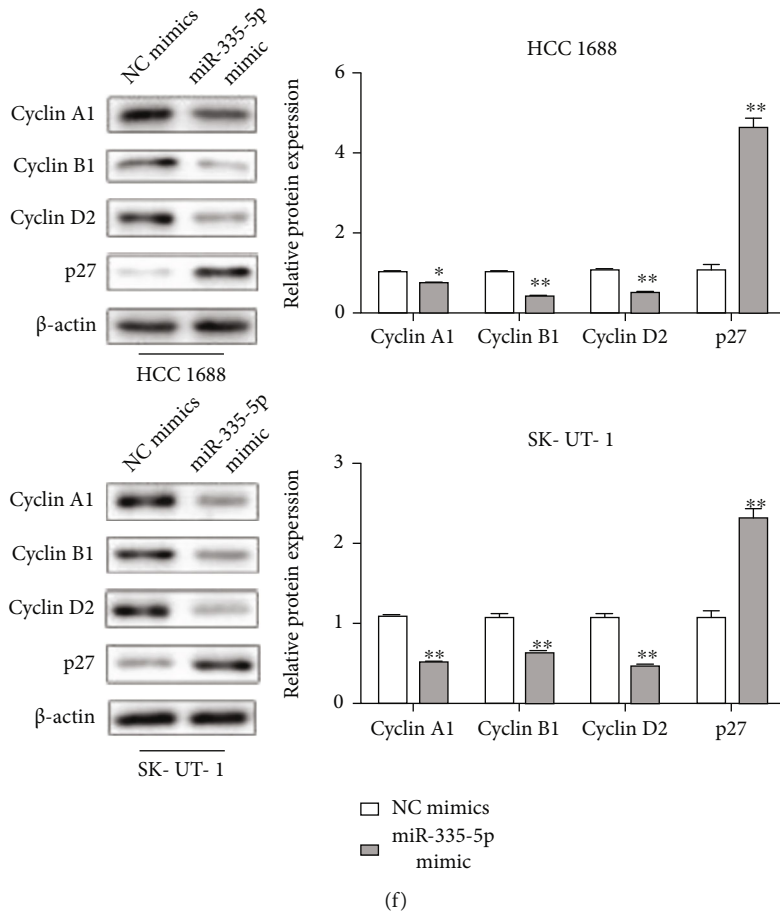 NC mimics
miR-335-5p
mimic
Cyclin A1
Cyclin B1
Cyclin D2
p27
β-actin
HCC 1688
HCC 1688
Relative protein experssion
6
4
2
0
*
**
**
**
Cyclin A1
Cyclin B1
Cyclin D2
p27
NC mimics
miR-335-5p
mimic
Cyclin A1
Cyclin B1
Cyclin D2
p27
β-actin
SK- UT- 1
SK- UT- 1
Relative protein experssion
3
2
1
0
**
**
**
**
Cyclin A1
Cyclin B1
Cyclin D2
p27
NC mimics
miR-335-5p
mimic
(f)